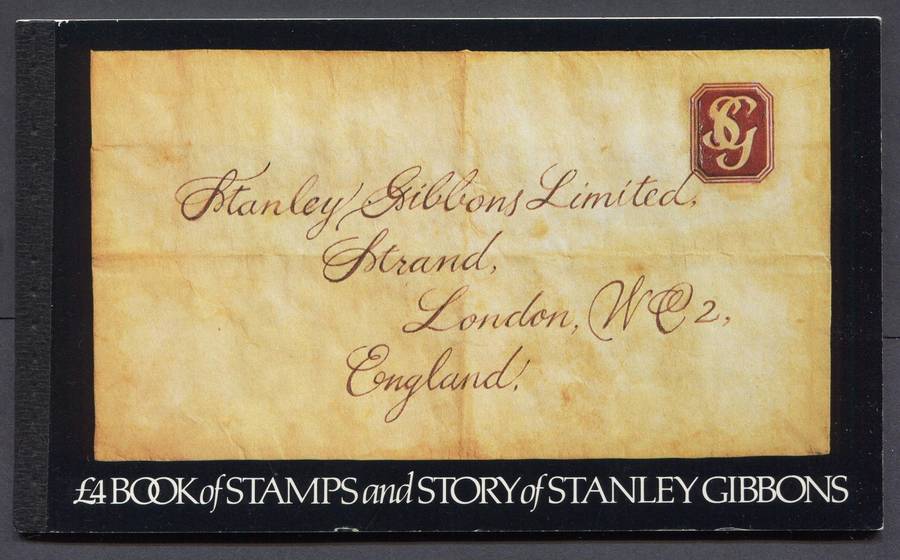 SG
Stanley Gibbons Limited,
Strand,
London, WC2,
England.
£4 BOOK of STAMPS and STORY of STANLEY GIBBONS